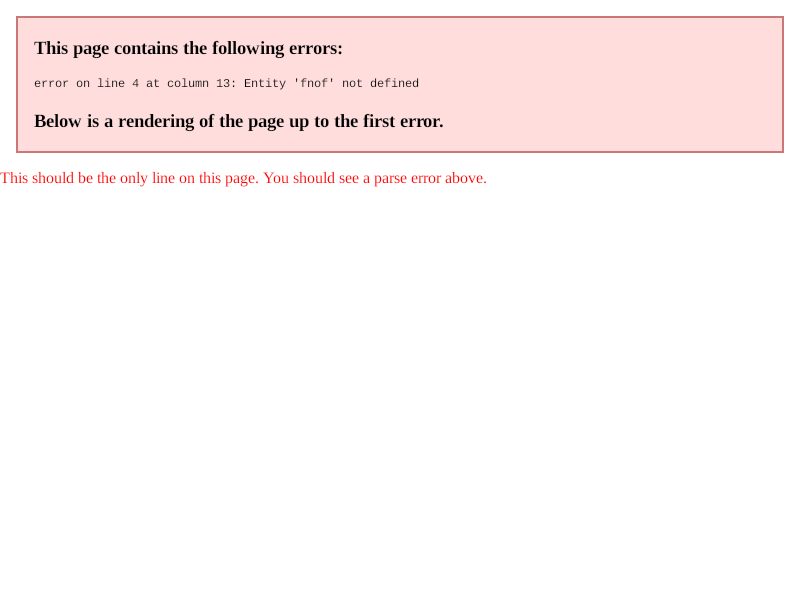 This page contains the following errors:
error on line 4 at column 13: Entity 'fnof' not defined
Below is a rendering of the page up to the first error.
This should be the only line on this page. You should see a parse error above.